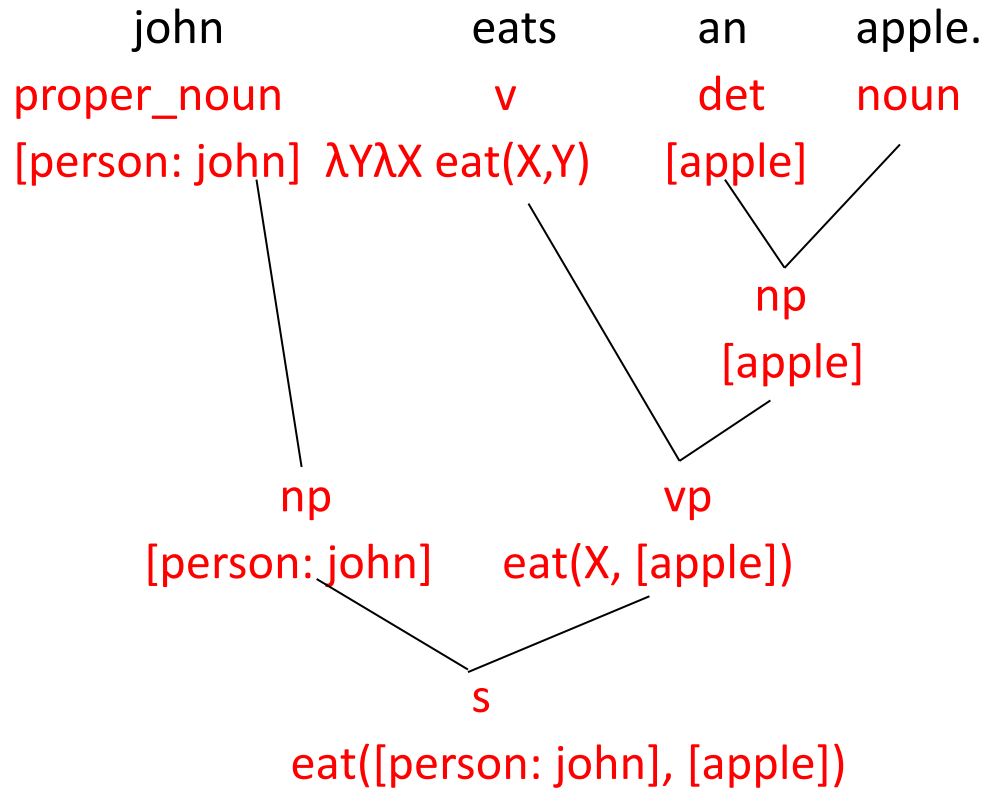 john eats an apple.
proper_noun v det noun
[person: john] λYλX eat(X,Y) [apple]
np
[apple]
np vp
[person: john] eat(X, [apple])
s
eat([person: john], [apple])